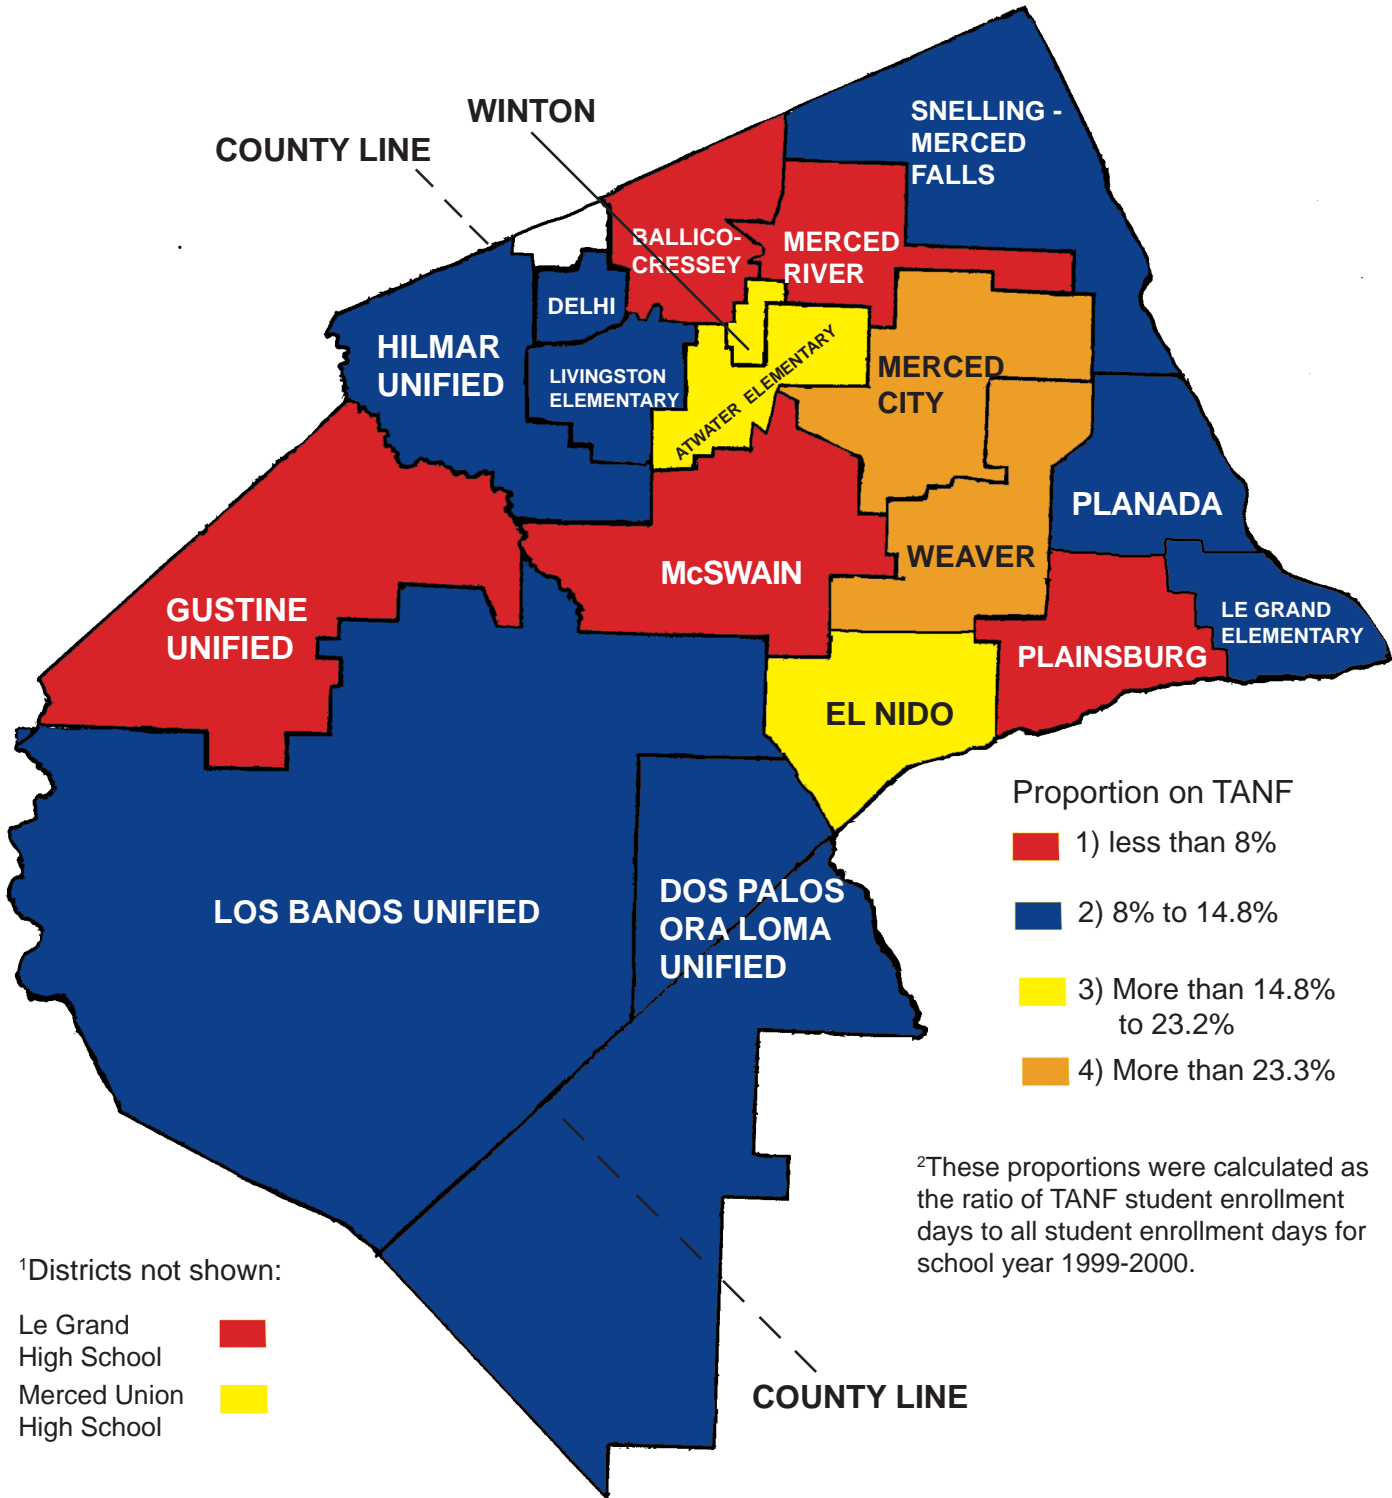 WINTON
COUNTY LINE
SNELLING -
MERCED
FALLS
BALLICO-
CRESSEY
MERCED
RIVER
DELHI
HILMAR
UNIFIED
LIVINGSTON
ELEMENTARY
ATWATER ELEMENTARY
MERCED
CITY
PLANADA
WEAVER
McSWAIN
GUSTINE
UNIFIED
LE GRAND
ELEMENTARY
PLAINSBURG
EL NIDO
Proportion on TANF
1) less than 8%
2) 8% to 14.8%
3) More than 14.8%
to 23.2%
4) More than 23.3%
LOS BANOS UNIFIED
DOS PALOS
ORA LOMA
UNIFIED
²These proportions were calculated as
the ratio of TANF student enrollment
days to all student enrollment days for
school year 1999-2000.
¹Districts not shown:
Le Grand
High School
Merced Union
High School
COUNTY LINE